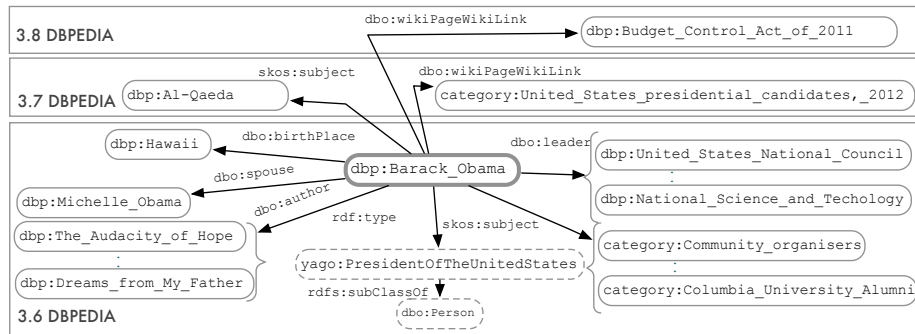 dbo:wikiPageWikiLink
3.8 DBPEDIA
dbp:Budget_Control_Act_of_2011
skos:subject
dbo:wikiPageWikiLink
3.7 DBPEDIA
dbp:Al-Qaeda
category:United_States_presidential_candidates,_2012
dbo:birthPlace
dbo:leader
dbp:Hawaii
dbp:United_States_National_Council
dbp:Barack_Obama
:
dbo:spouse
dbp:Michelle_Obama
dbo:author
dbp:National_Science_and_Techology
rdf:type
skos:subject
dbp:The_Audacity_of_Hope
category:Community_organisers
:
yago:PresidentOfTheUnitedStates
:
dbp:Dreams_from_My_Father
rdfs:subClassOf
category:Columbia_University_Alumni
dbo:Person
3.6 DBPEDIA